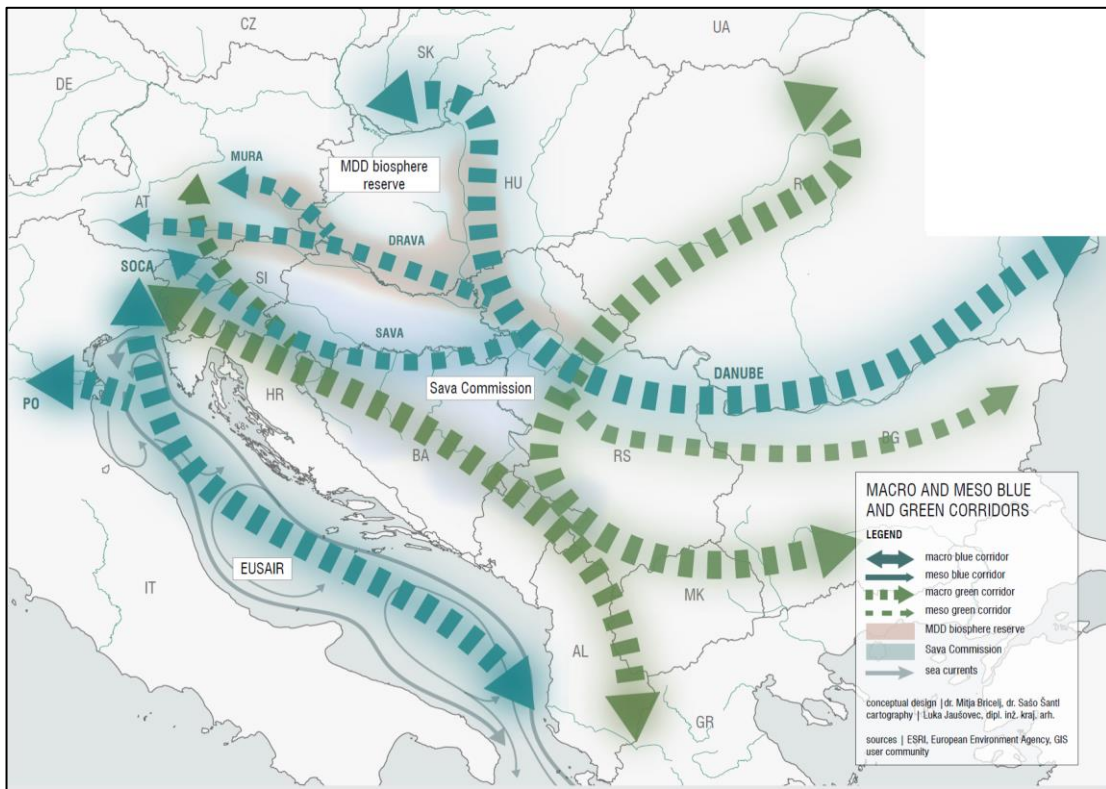 CZ
UA
SK
DE
MURA
MDD biosphere
reserve
HU
R
AT
DRAVA
SOCA
SI
SAVA
DANUBE
Sava Commission
PO
HR
BA
RS
BG
EUSAIR
IT
MK
AL
GR
MACRO AND MESO BLUE
AND GREEN CORRIDORS
LEGEND
macro blue corridor
meso blue corridor
macro green corridor
meso green corridor
MDD biosphere reserve
Sava Commission
sea currents
conceptual design | dr. Mitja Bricelj, dr. Sašo Šantl
cartography | Luka Jaušovec, dipl. inž. kraj. arh.
sources | ESRI, European Environment Agency, GIS
user community